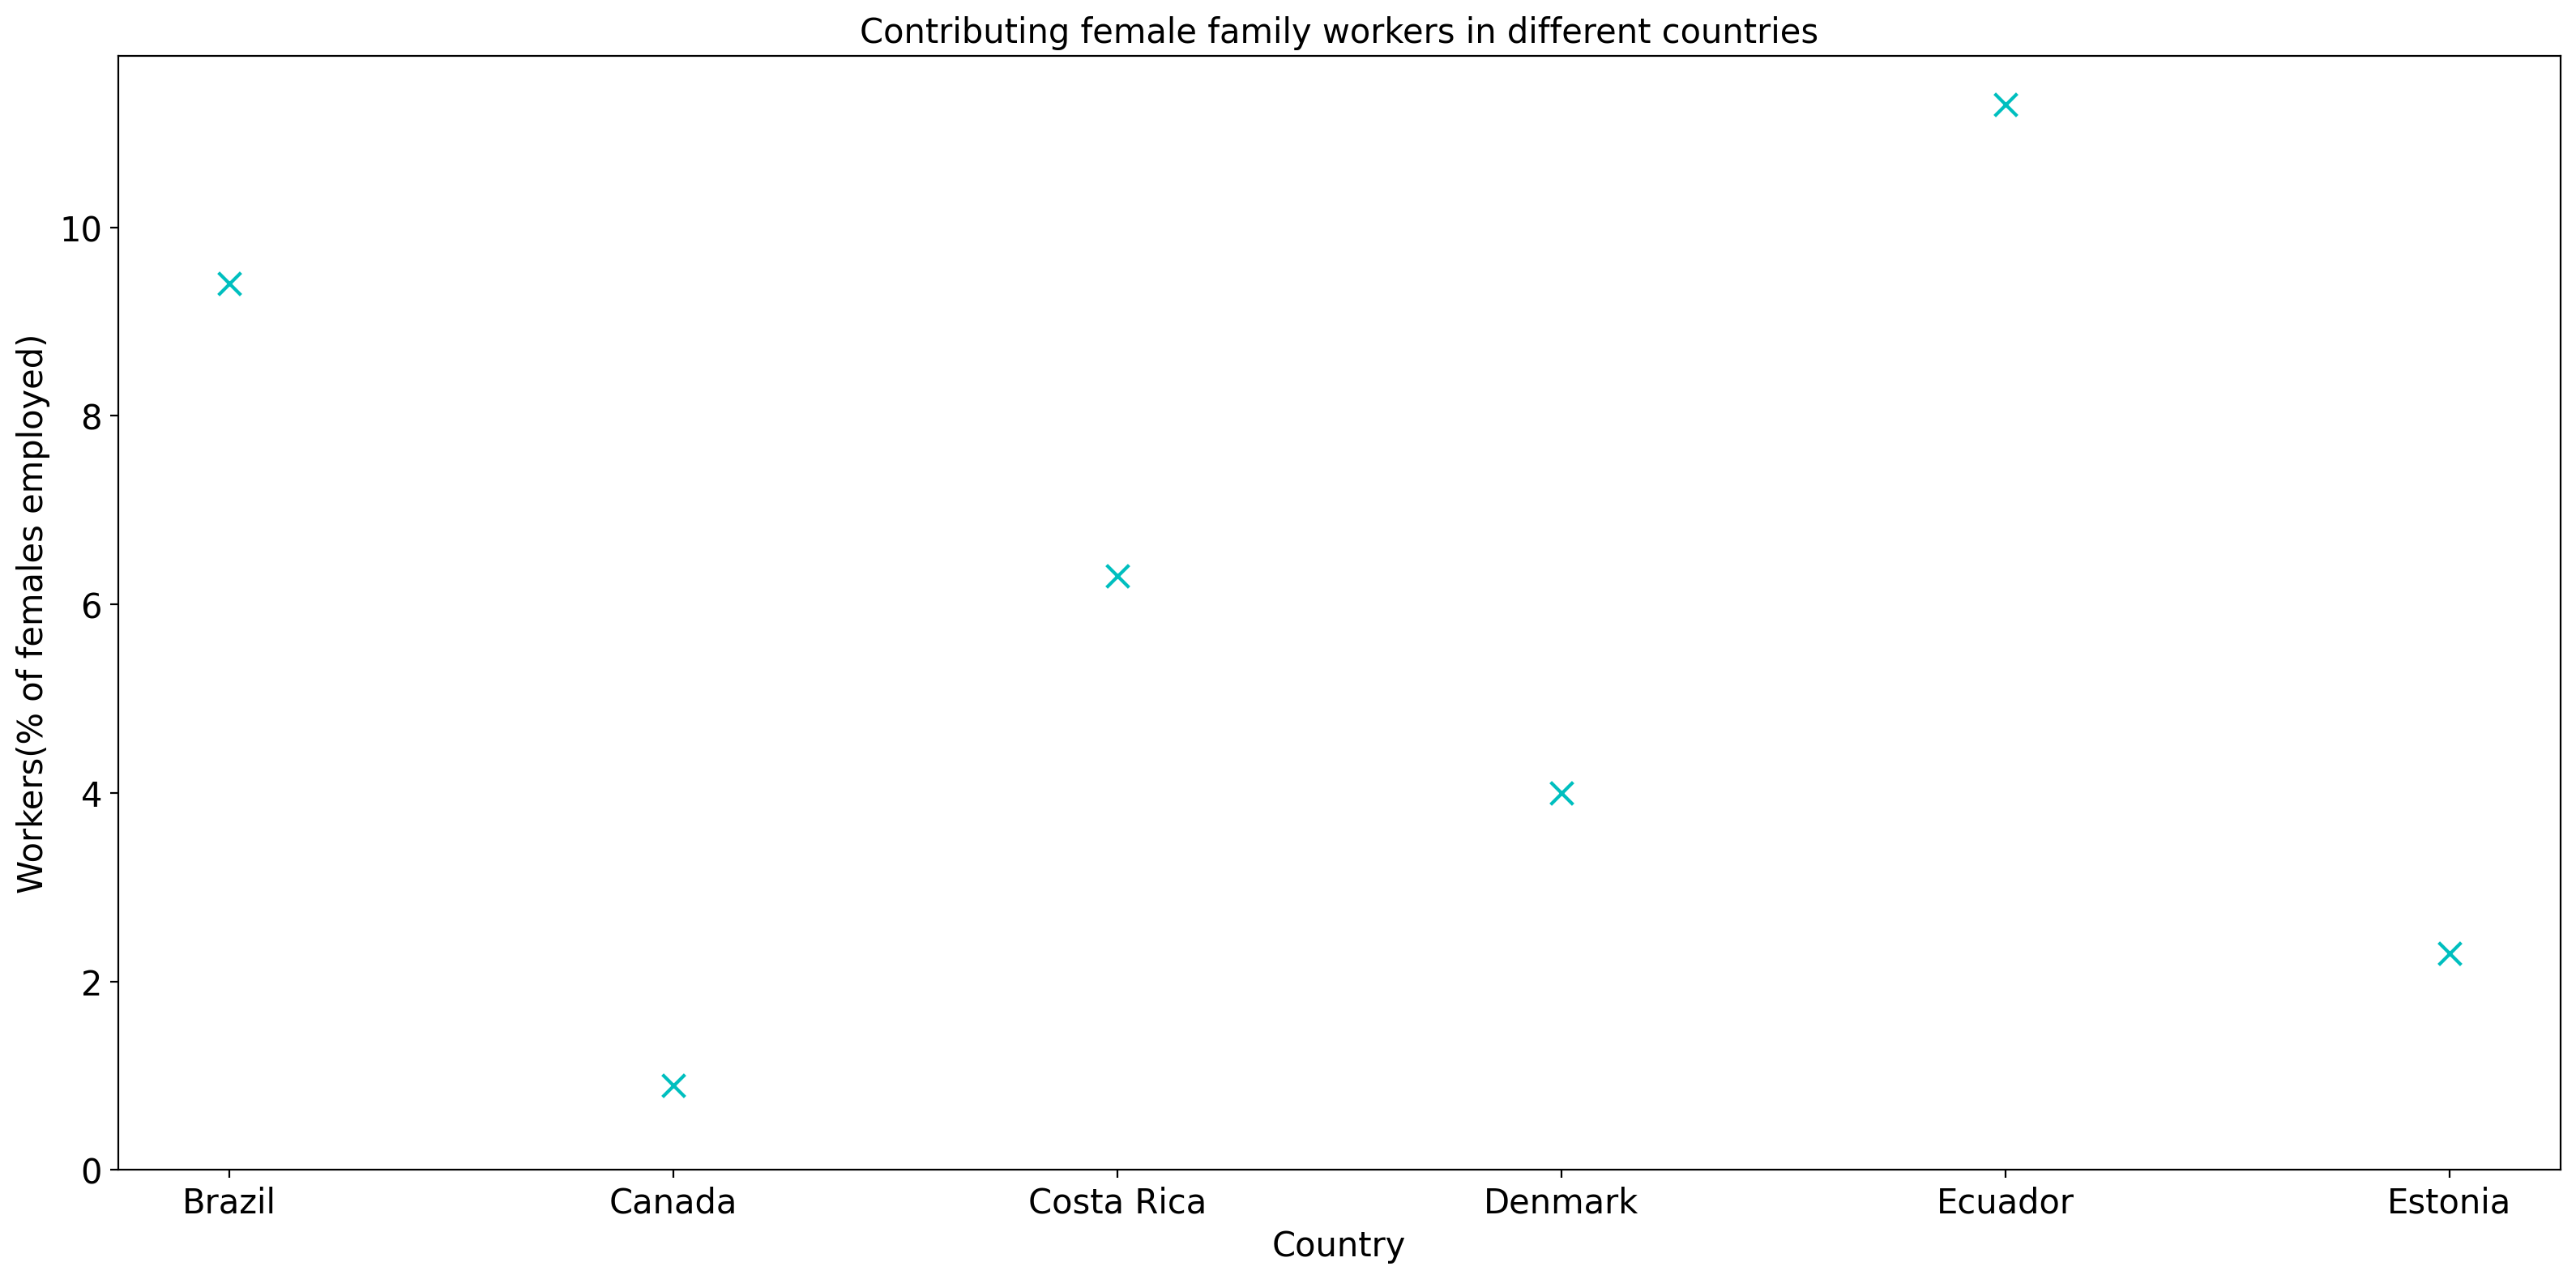 Contributing female family workers in different countries
Workers(% of females employed)
10
8
6
4
2
0
Brazil Canada Costa Rica Denmark Ecuador Estonia
Country